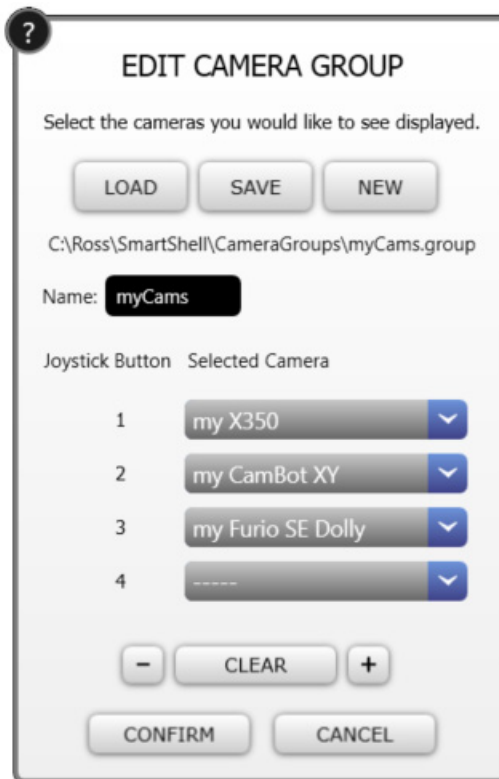 ?
EDIT CAMERA GROUP
Select the cameras you would like to see displayed.
LOAD SAVE NEW
C:\Ross\SmartShell\CameraGroups\myCams.group
Name: myCams
Joystick Button Selected Camera
1 my X350
2 my CamBot XY
3 my Furio SE Dolly
4 -----
- CLEAR +
CONFIRM CANCEL